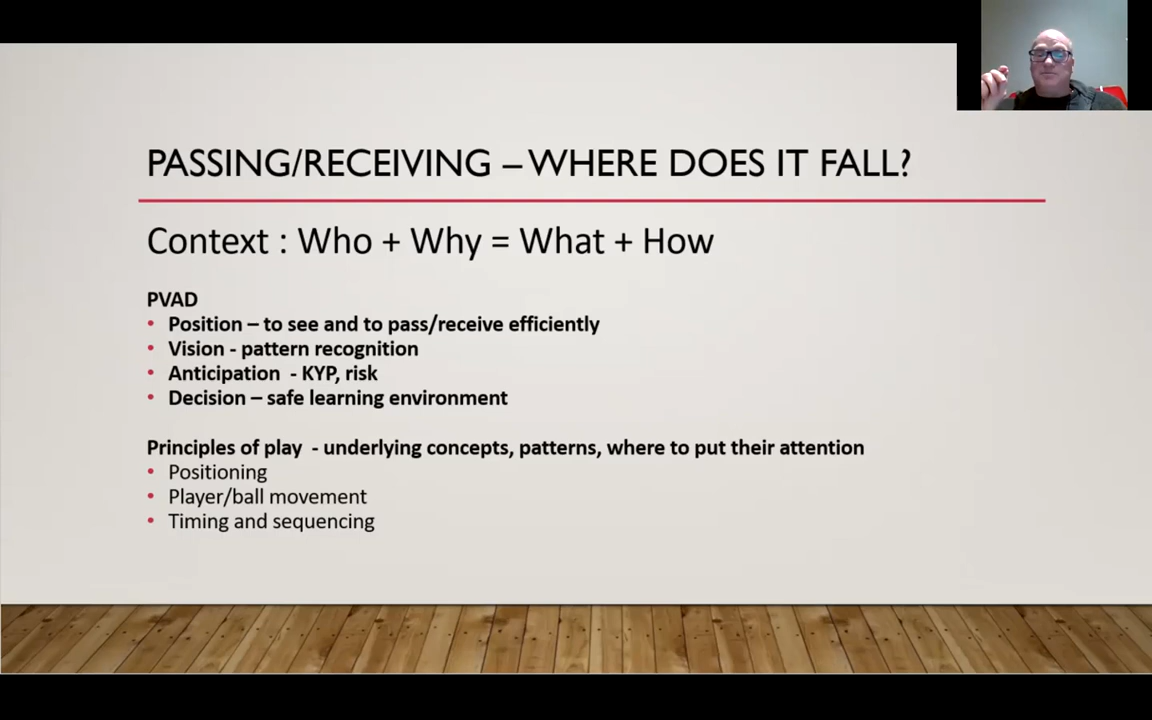 PASSING/RECEIVING – WHERE DOES IT FALL?
Context : Who + Why = What + How
PVAD
• Position – to see and to pass/receive efficiently
• Vision - pattern recognition
• Anticipation - KYP, risk
• Decision – safe learning environment
Principles of play - underlying concepts, patterns, where to put their attention
• Positioning
• Player/ball movement
• Timing and sequencing